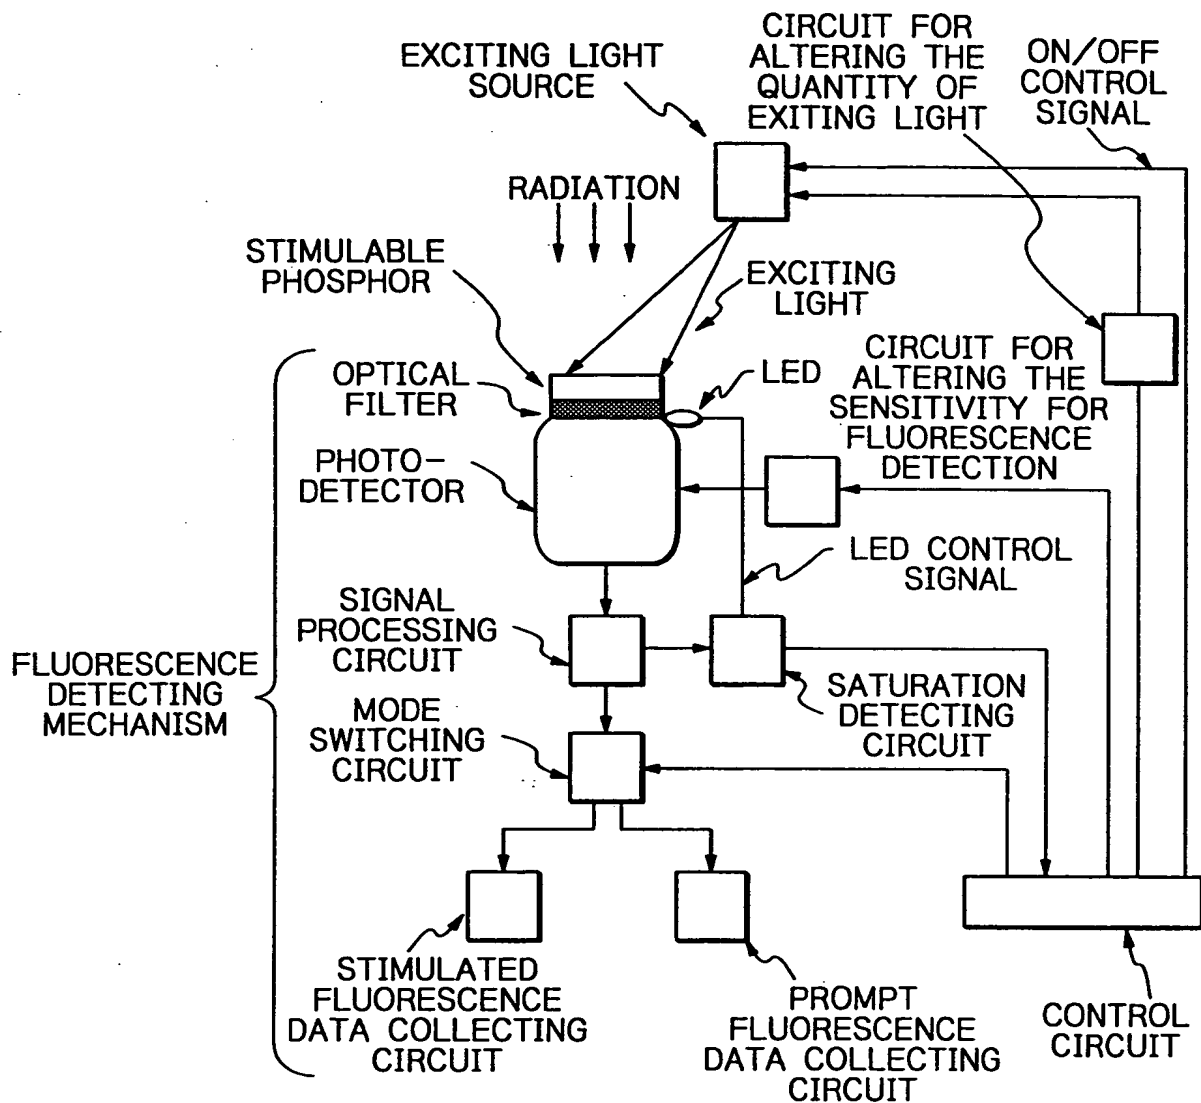 CIRCUIT FOR
ALTERING THE
QUANTITY OF
EXITING LIGHT
EXCITING LIGHT
SOURCE
ON/OFF
CONTROL
SIGNAL
RADIATION
STIMULABLE
PHOSPHOR
EXCITING
LIGHT
OPTICAL
FILTER
LED
CIRCUIT FOR
ALTERING THE
SENSITIVITY FOR
FLUORESCENCE
DETECTION
PHOTO-
DETECTOR
LED CONTROL
SIGNAL
SIGNAL
PROCESSING
CIRCUIT
FLUORESCENCE
DETECTING
MECHANISM
SATURATION
DETECTING
CIRCUIT
MODE
SWITCHING
CIRCUIT
STIMULATED
FLUORESCENCE
DATA COLLECTING
CIRCUIT
PROMPT
FLUORESCENCE
DATA COLLECTING
CIRCUIT
CONTROL
CIRCUIT